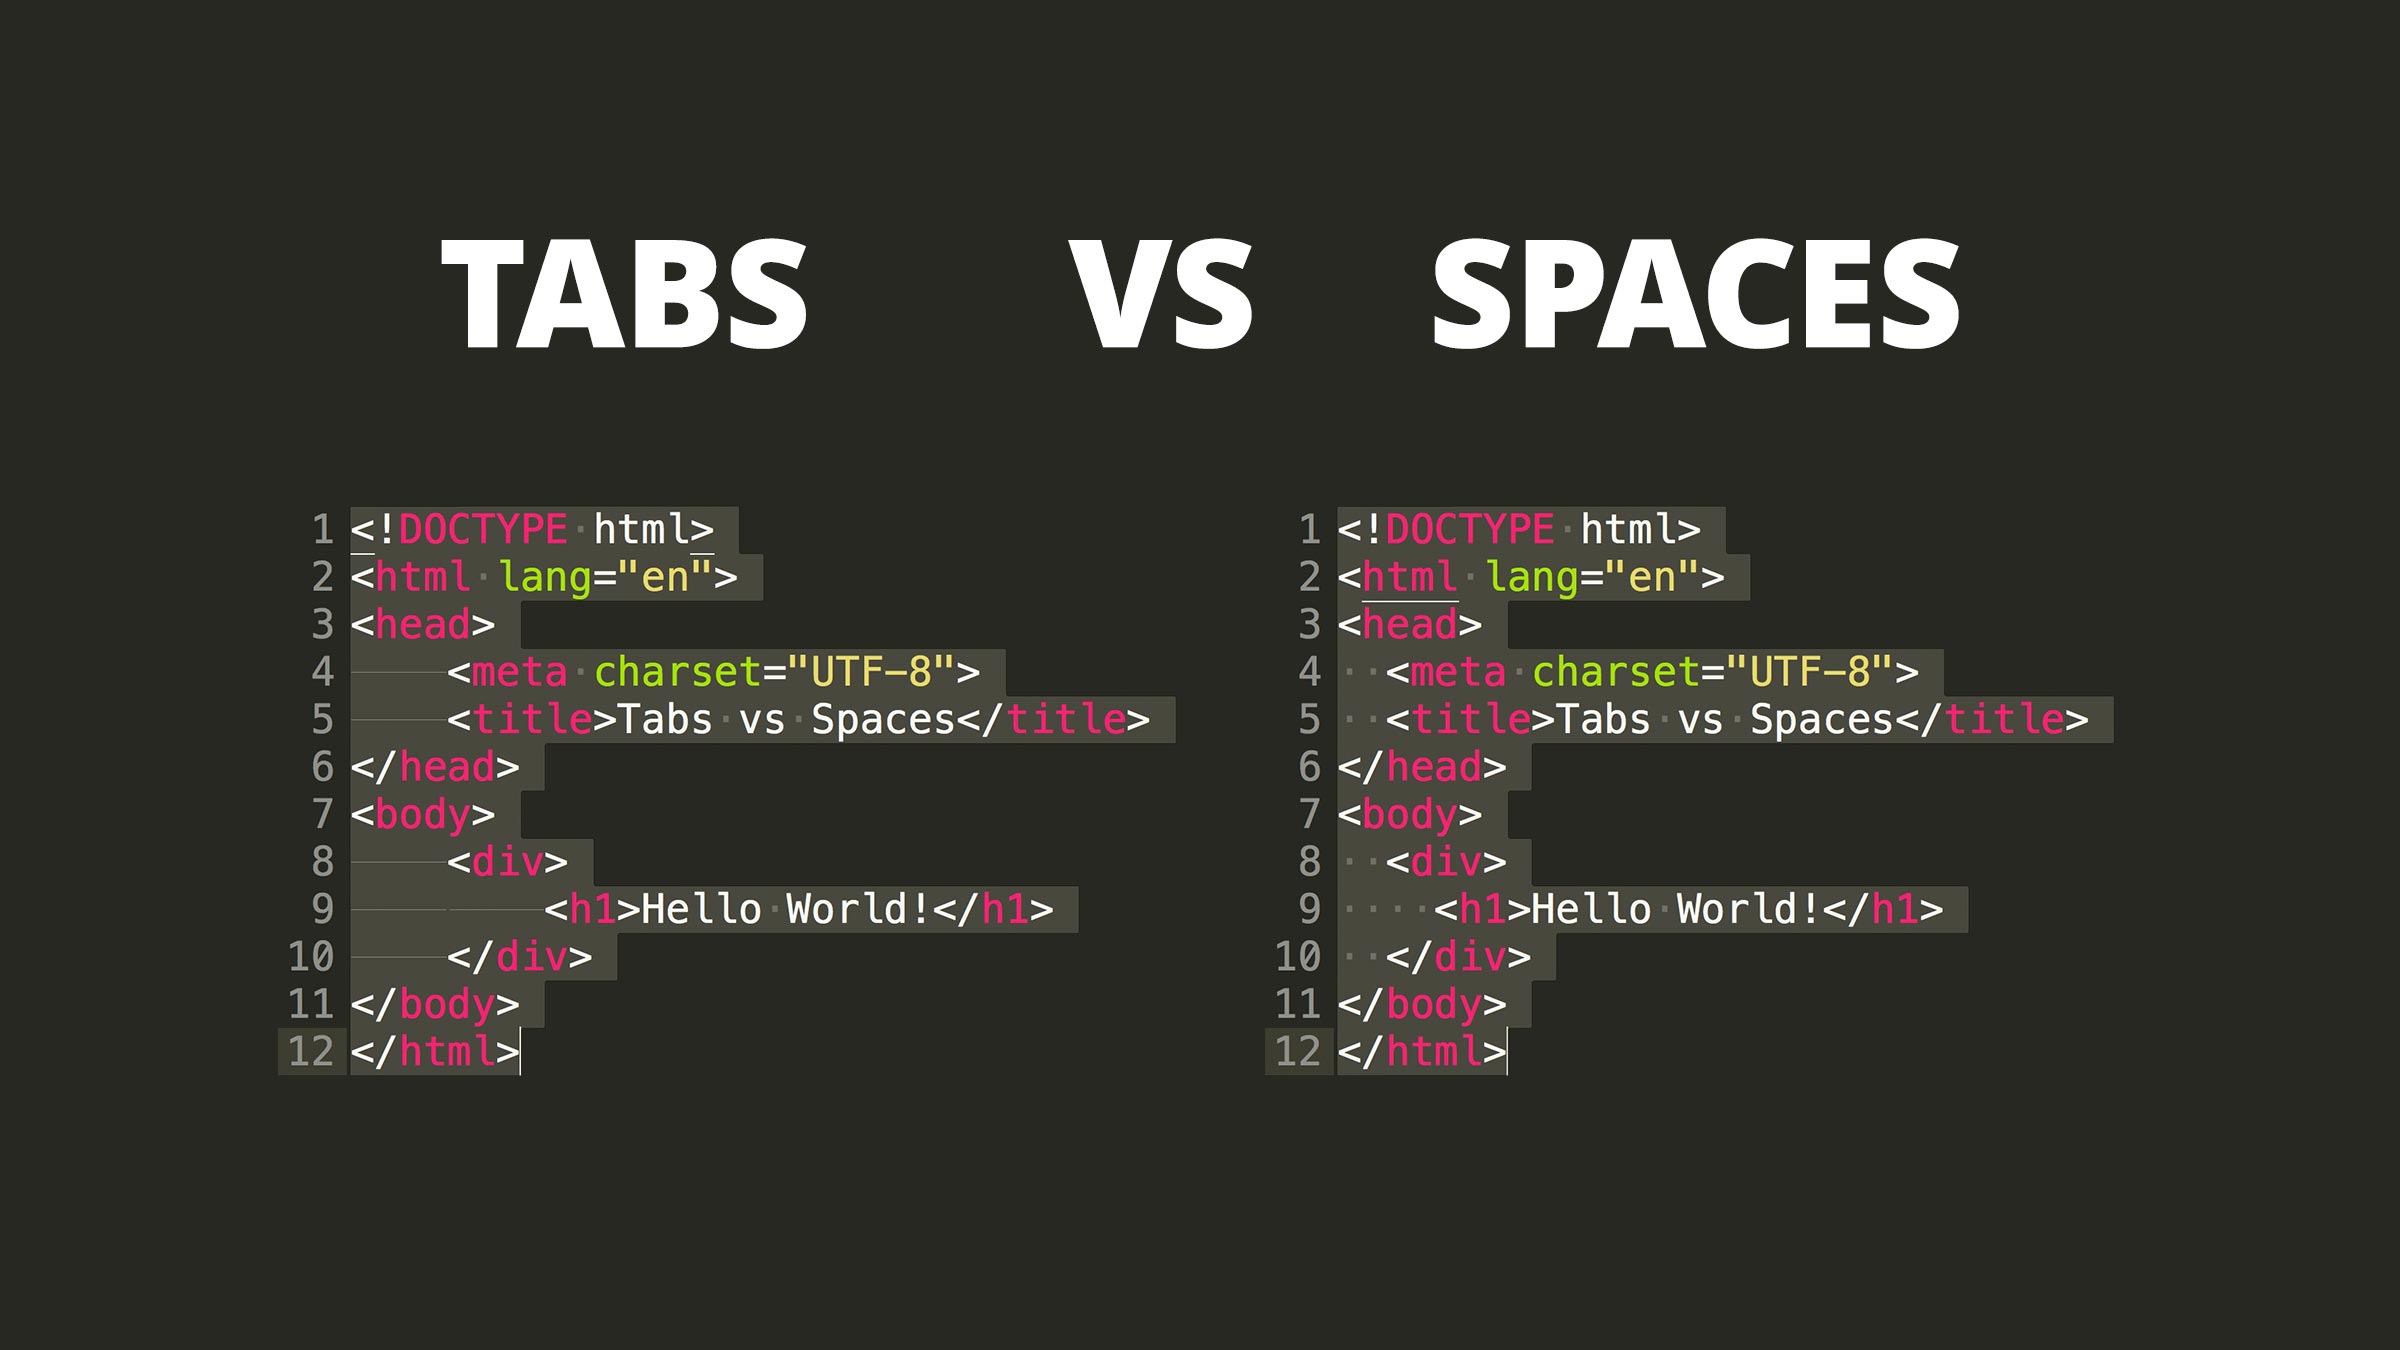 TABS VS SPACES
1 <!DOCTYPE html>
2 <html lang="en">
3 <head>
4     <meta charset="UTF-8">
5     <title>Tabs vs Spaces</title>
6 </head>
7 <body>
8     <div>
9         <h1>Hello World!</h1>
10     </div>
11 </body>
12 </html>
1 <!DOCTYPE html>
2 <html lang="en">
3 <head>
4   <meta charset="UTF-8">
5   <title>Tabs vs Spaces</title>
6 </head>
7 <body>
8   <div>
9     <h1>Hello World!</h1>
10   </div>
11 </body>
12 </html>